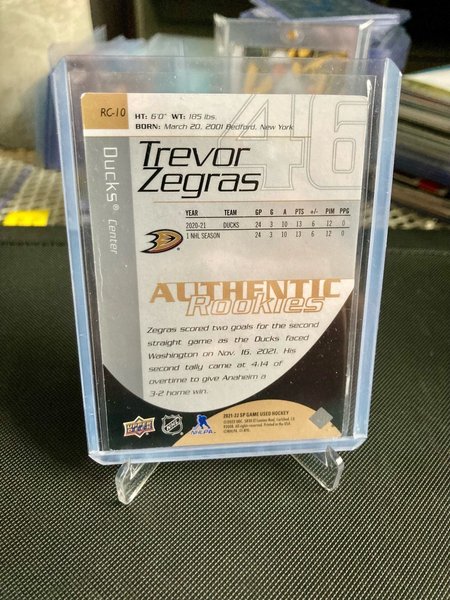 RC-10
HT: 6'0" WT: 185 lbs.
BORN: March 20, 2001 Bedford, New York
46
Ducks® Center
Trevor
Zegras
YEAR TEAM GP G A PTS +/- PIM PPG
2020-21 DUCKS 24 3 10 13 6 12 0
1 NHL SEASON 24 3 10 13 6 12 0
AUTHENTIC
Rookies
Zegras scored two goals for the second
straight game as the Ducks faced
Washington on Nov. 16, 2021. His
second tally came at 4:14 of
overtime to give Anaheim a
3-2 home win.
UPPER DECK
NHL
NHLPA
2021-22 SP GAME USED HOCKEY